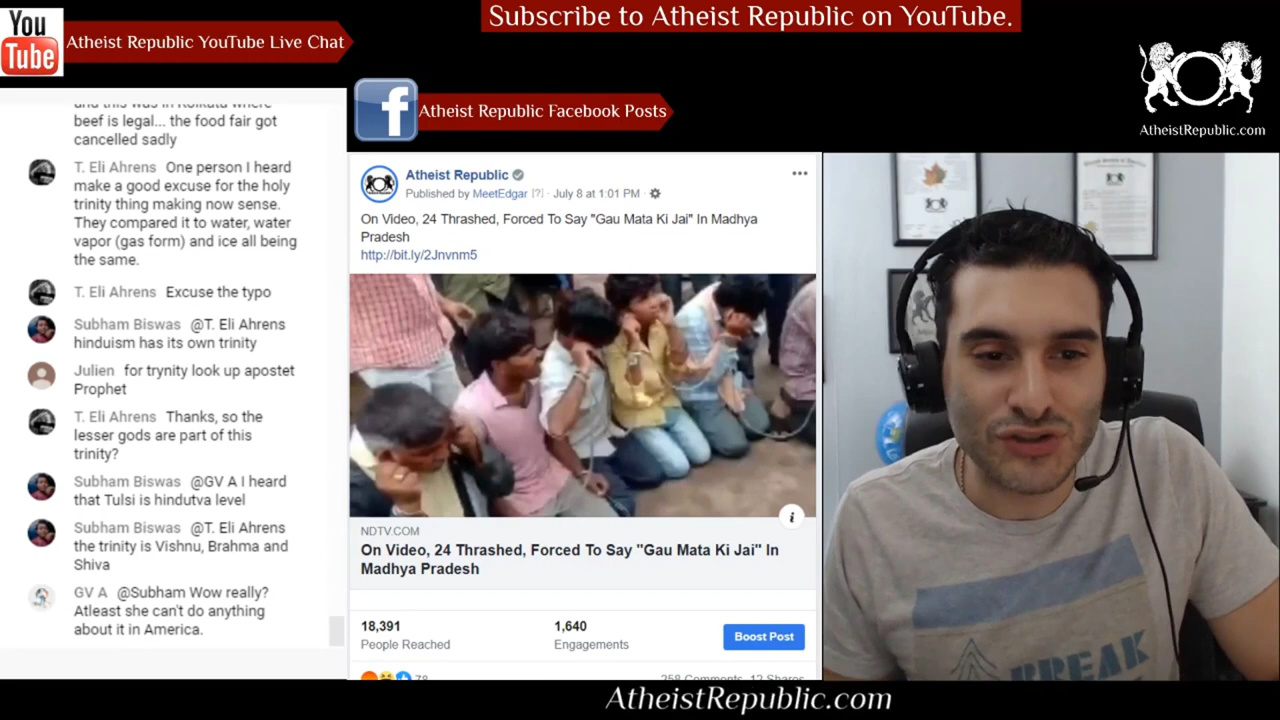 You
Tube
Atheist Republic YouTube Live Chat
Subscribe to Atheist Republic on YouTube.
AtheistRepublic.com
and this was in Kolkata where
beef is legal... the food fair got
cancelled sadly
T. Eli Ahrens One person I heard
make a good excuse for the holy
trinity thing making now sense.
They compared it to water, water
vapor (gas form) and ice all being
the same.
T. Eli Ahrens Excuse the typo
Subham Biswas @T. Eli Ahrens
hinduism has its own trinity
Julien for trynity look up apostet
Prophet
T. Eli Ahrens Thanks, so the
lesser gods are part of this
trinity?
Subham Biswas @GV A I heard
that Tulsi is hindutva level
Subham Biswas @T. Eli Ahrens
the trinity is Vishnu, Brahma and
Shiva
GV A @Subham Wow really?
Atleast she can't do anything
about it in America.
f
Atheist Republic Facebook Posts
Atheist Republic
Published by MeetEdgar [?] · July 8 at 1:01 PM ·
On Video, 24 Thrashed, Forced To Say "Gau Mata Ki Jai" In Madhya
Pradesh
http://bit.ly/2Jnvnm5
i
NDTV.COM
On Video, 24 Thrashed, Forced To Say "Gau Mata Ki Jai" In
Madhya Pradesh
18,391
People Reached
1,640
Engagements
Boost Post
78
258 Comments 12 Shares
BREAK
AtheistRepublic.com